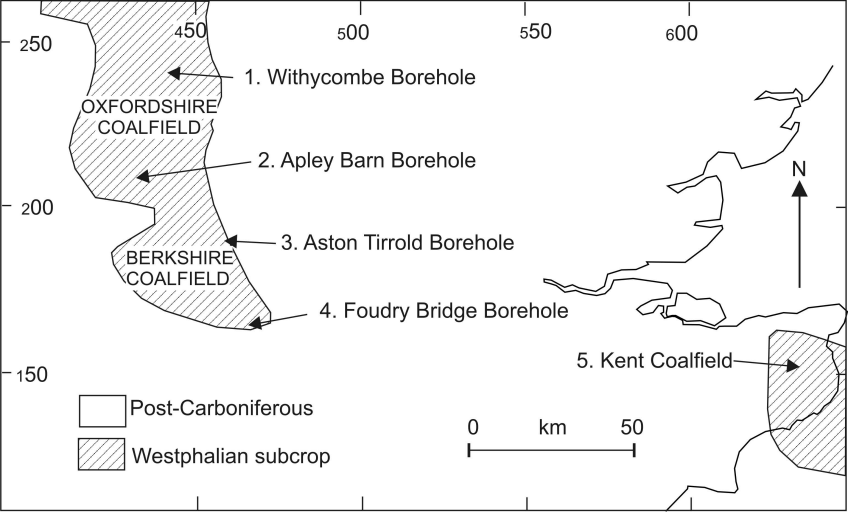 450
500
550
600
250
1. Withycombe Borehole
OXFORDSHIRE
COALFIELD
2. Apley Barn Borehole
N
200
3. Aston Tirrold Borehole
BERKSHIRE
COALFIELD
4. Foudry Bridge Borehole
5. Kent Coalfield
150
Post-Carboniferous
0 km 50
Westphalian subcrop